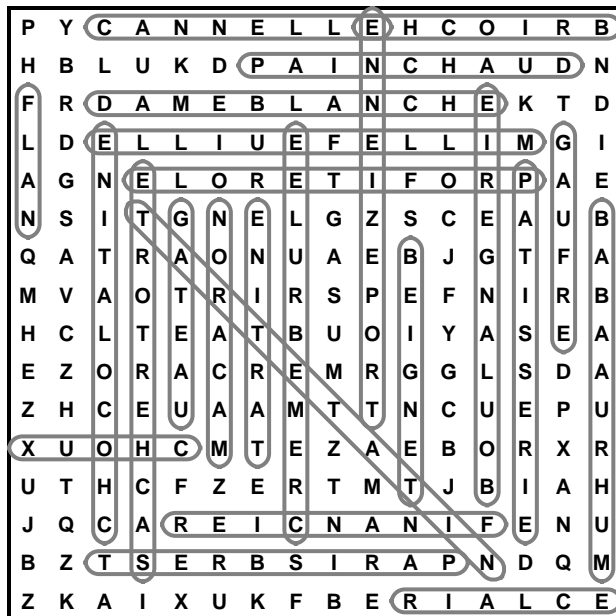 P Y C A N N E L L E H C O I R B
H B L U K D P A I N C H A U D N
F R D A M E B L A N C H E K T D
L D E L L I U E F E L L I M G I
A G N E L O R E T I F O R P A E
N S I T G N E L G Z S C E A U B
Q A T R A O N U A E B J G T F A
M V A O T R I R S P E F N I R B
H C L T E A T B U O I Y A S E A
E Z O R A C R E M R G G L S D A
Z H C E U A A M T T N C U E P U
X U O H C M T E Z A E B O R X R
U T H C F Z E R T M T J B I A H
J Q C A R E I C N A N I F E N U
B Z T S E R B S I R A P N D Q M
Z K A I X U K F B E R I A L C E